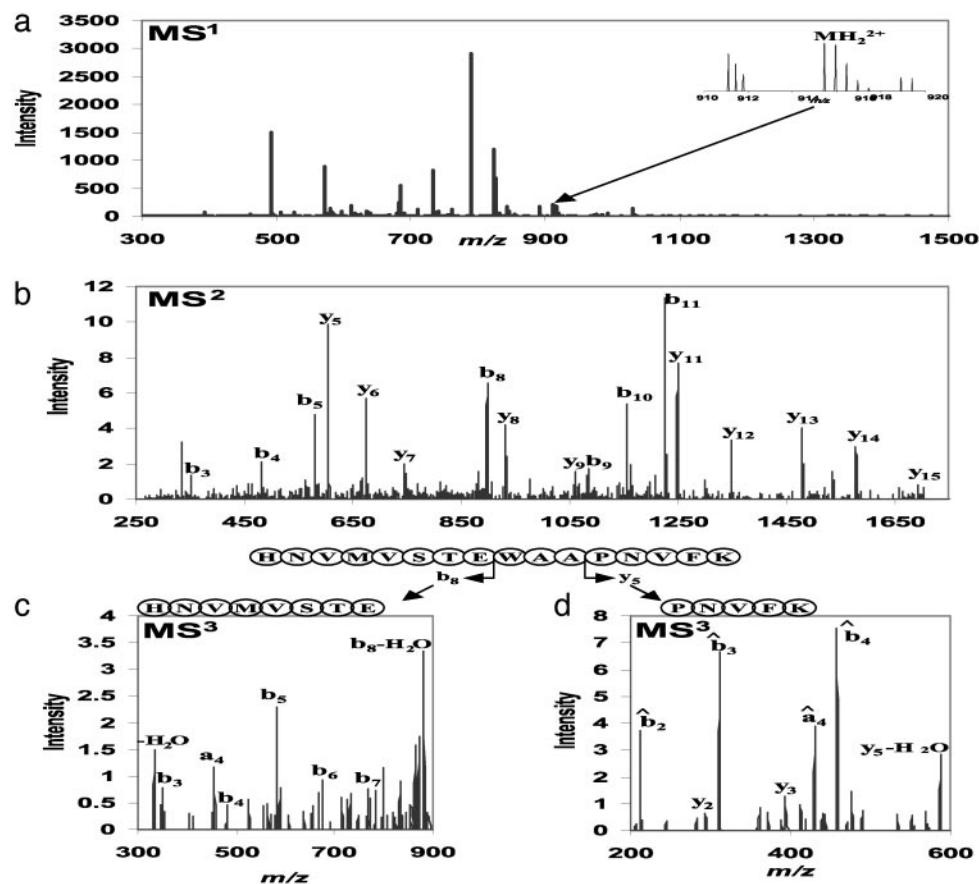 a
MS1
MH2 2+
3500
3000
2500
2000
1500
1000
500
0
Intensity
910 912 914 916 918 920
m/z
300 500 700 900 1100 1300 1500
m/z
b
MS2
12
10
8
6
4
2
0
Intensity
b3 b4 b5 y5 y6 y7 b8 y8 y9 b9 b10 b11 y11 y12 y13 y14 y15
250 450 650 850 1050 1250 1450 1650
HNVMVSTEWAAPNVFK
b8 y5
c
HNVMVSTE
MS3
4
3.5
3
2.5
2
1.5
1
0.5
0
Intensity
-H2O b3 a4 b4 b5 b6 b7 b8-H2O
300 500 700 900
m/z
d
PNVFK
MS3
8
7
6
5
4
3
2
1
0
Intensity
b̂2 y2 b̂3 y3 â4 b̂4 y5-H2O
200 400 600
m/z